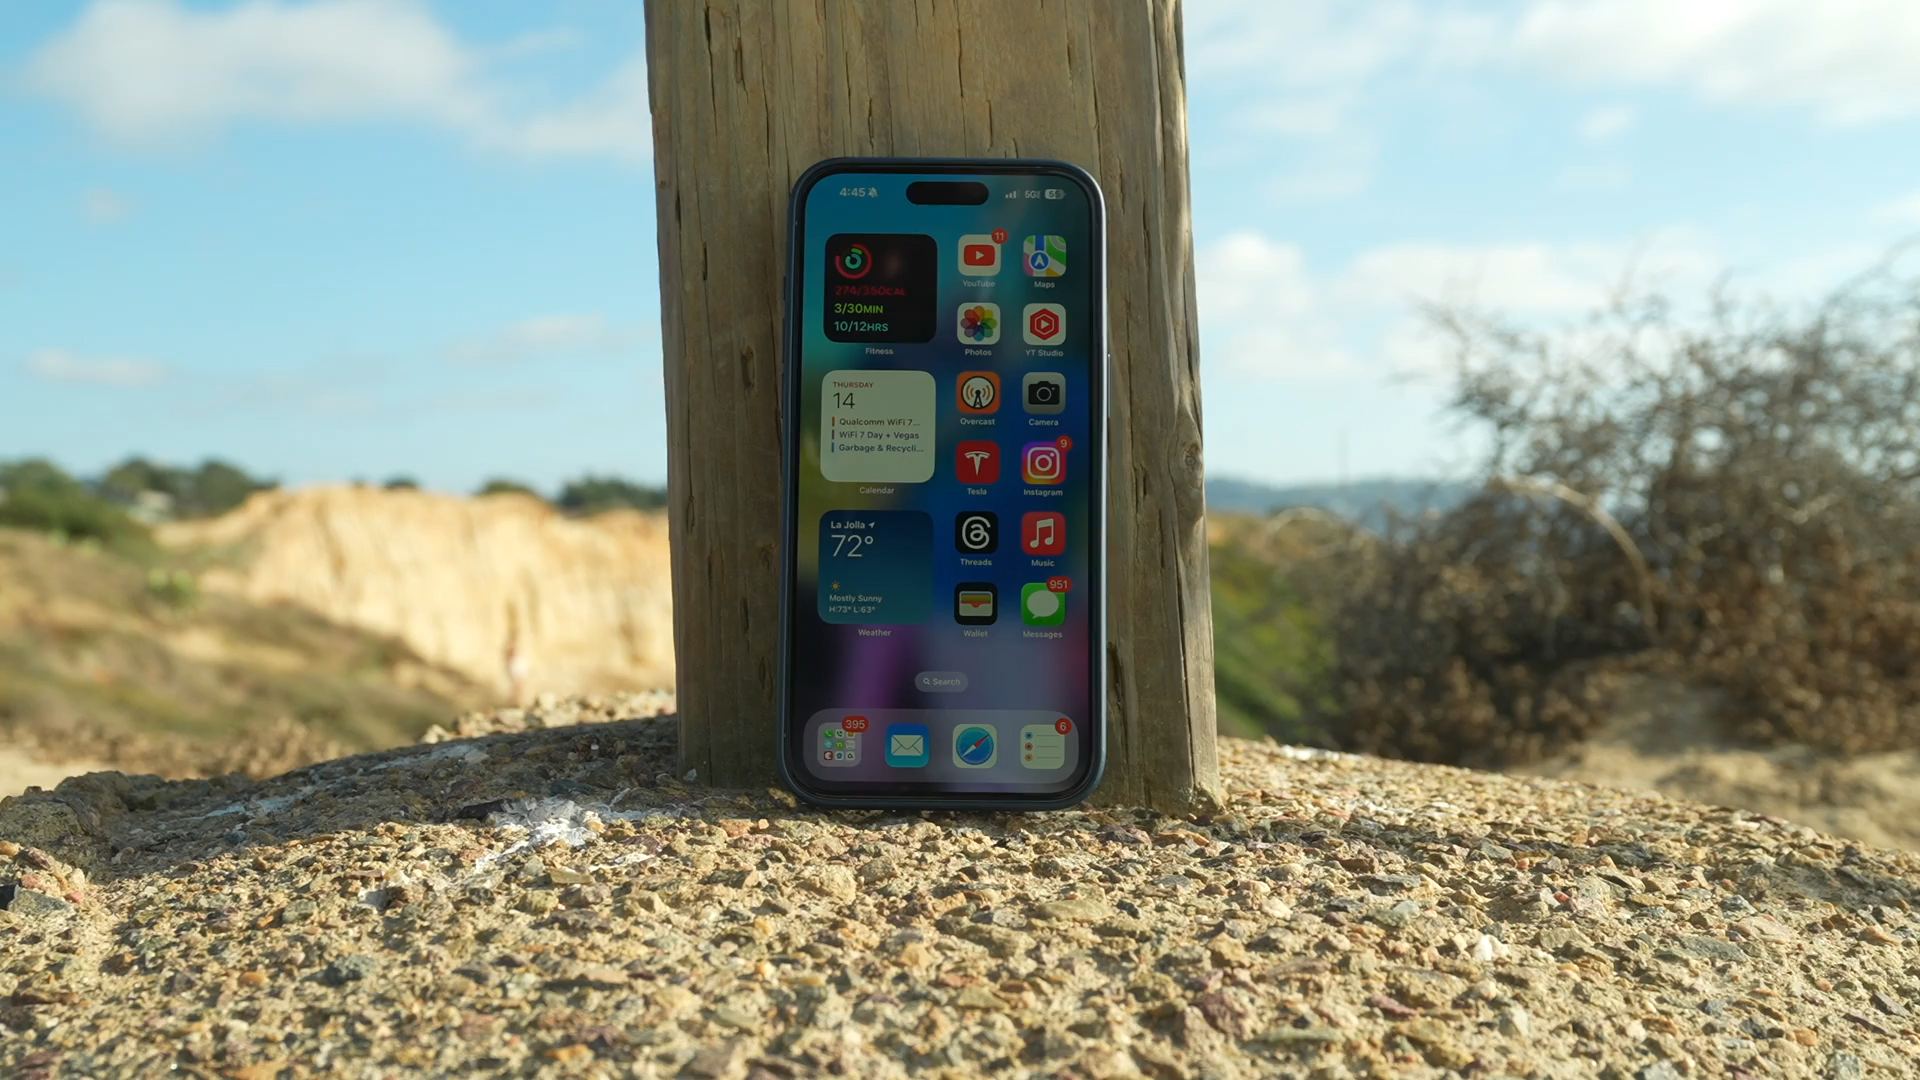 4:45
5G
11
274/350CAL
3/30MIN
10/12HRS
Fitness
YouTube
Maps
Photos
YT Studio
THURSDAY
14
Qualcomm WiFi 7...
WiFi 7 Day + Vegas
Garbage & Recycli...
Calendar
Overcast
Camera
9
Tesla
Instagram
La Jolla
72°
Mostly Sunny
H:73° L:63°
Weather
Threads
Music
951
Wallet
Messages
Search
395
6